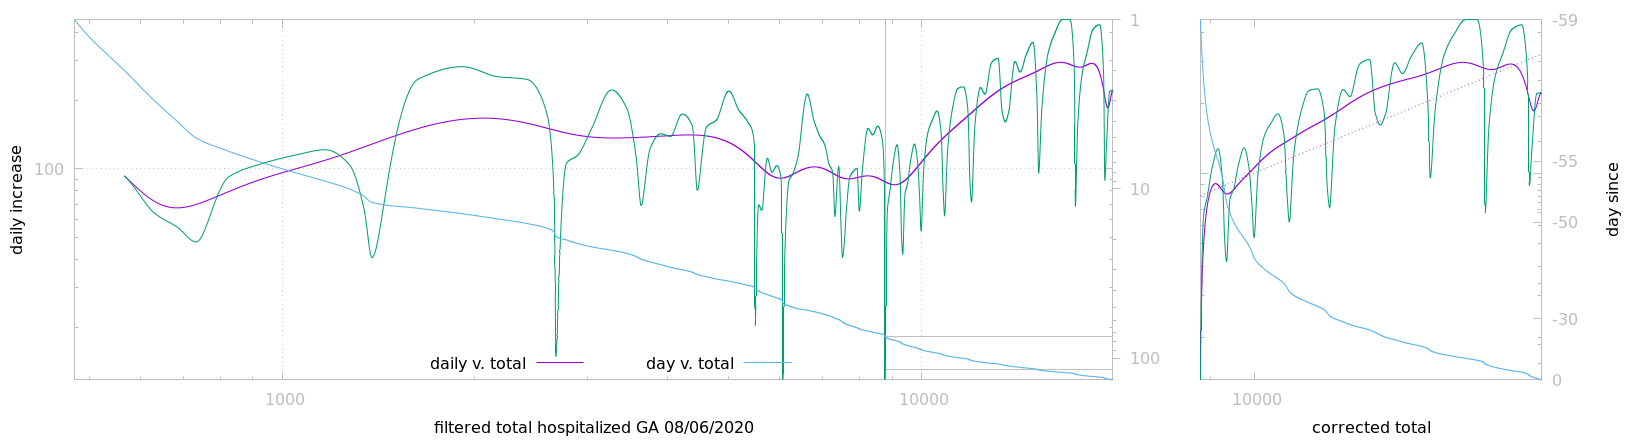 daily increase
100
1000
10000
1
10
100
daily v. total
day v. total
filtered total hospitalized GA 08/06/2020
-59
-55
-50
-30
0
day since
10000
corrected total